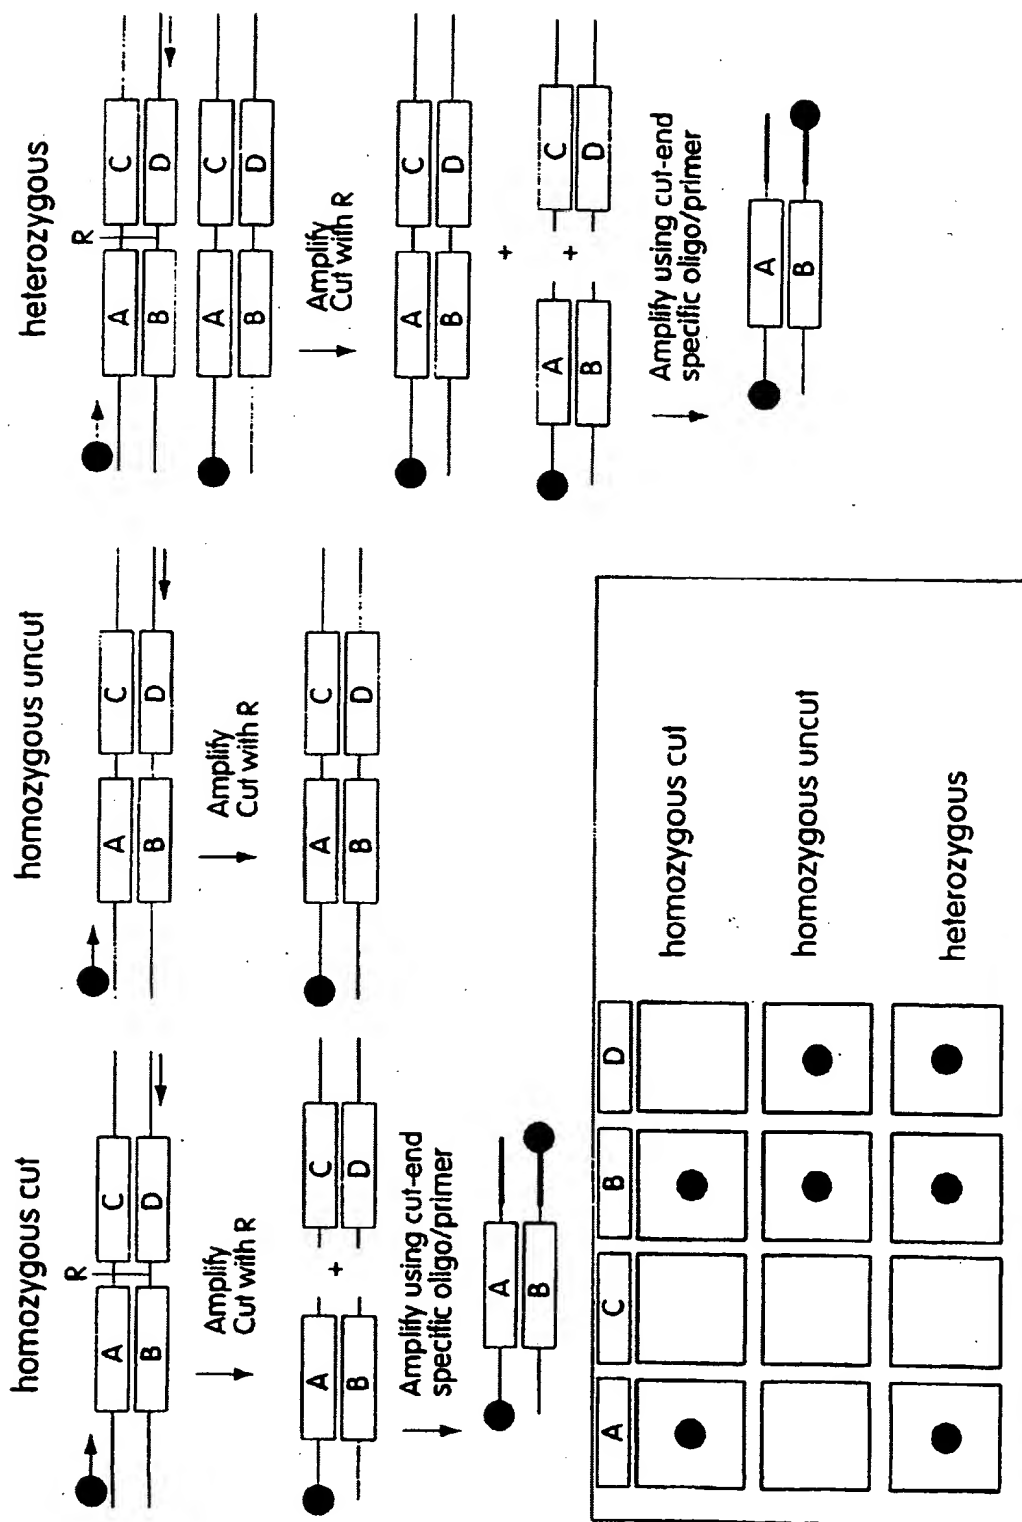 homozygous cut
R
A C
B D
Amplify
Cut with R
A C
+
B D
Amplify using cut-end
specific oligo/primer
A
B
homozygous uncut
A C
B D
Amplify
Cut with R
A C
B D
heterozygous
R
A C
B D
A C
B D
Amplify
Cut with R
A C
B D
+
A C
+
B D
Amplify using cut-end
specific oligo/primer
A
B
A C B D
homozygous cut
homozygous uncut
heterozygous